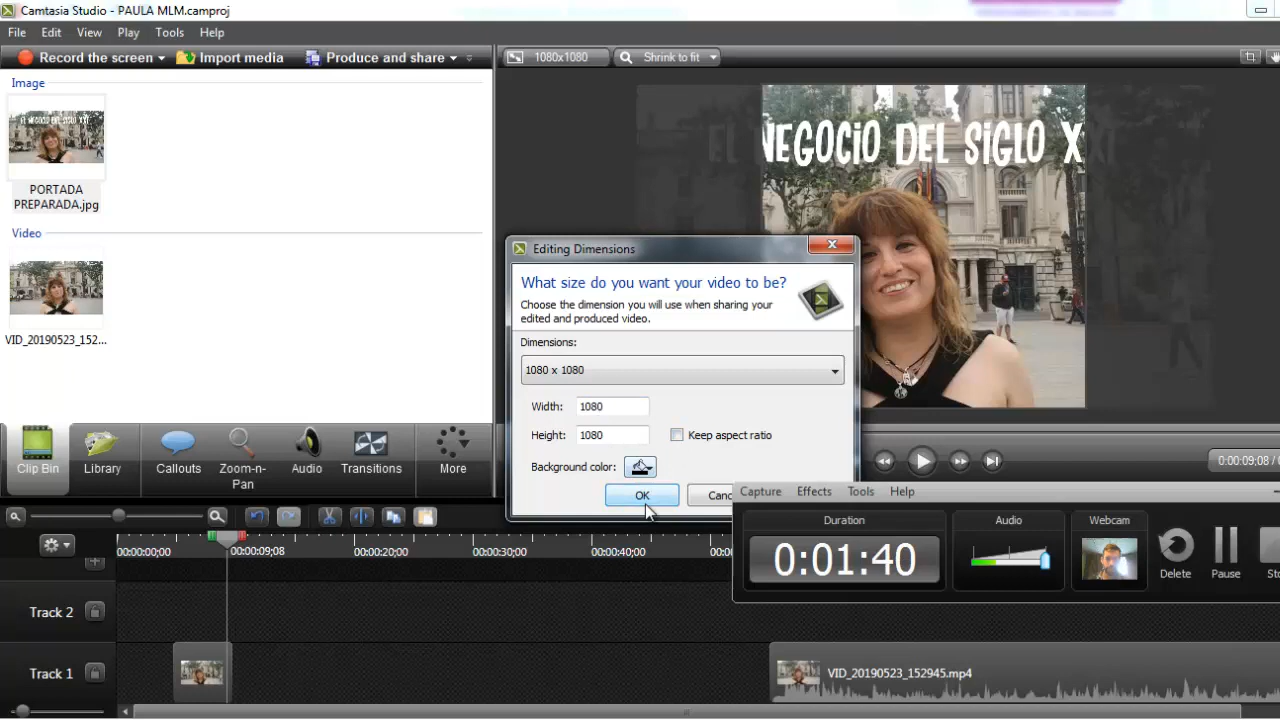 Camtasia Studio - PAULA MLM.camproj
File Edit View Play Tools Help
Record the screen Import media Produce and share
1080x1080 Shrink to fit
Image
PORTADA
PREPARADA.jpg
Video
VID_20190523_152...
EL NEGOCIO DEL SIGLO XXI
Editing Dimensions
What size do you want your video to be?
Choose the dimension you will use when sharing your
edited and produced video.
Dimensions:
1080 x 1080
Width: 1080
Height: 1080 Keep aspect ratio
Background color:
OK Canc
Clip Bin Library Callouts Zoom-n-
Pan Audio Transitions More
0:00:09;08 /
Capture Effects Tools Help
Duration Audio Webcam
0:01:40
Delete Pause Sto
00:00:00;00 00:00:09;08 00:00:20;00 00:00:30;00 00:00:40;00 00:0
Track 2
Track 1 VID_20190523_152945.mp4